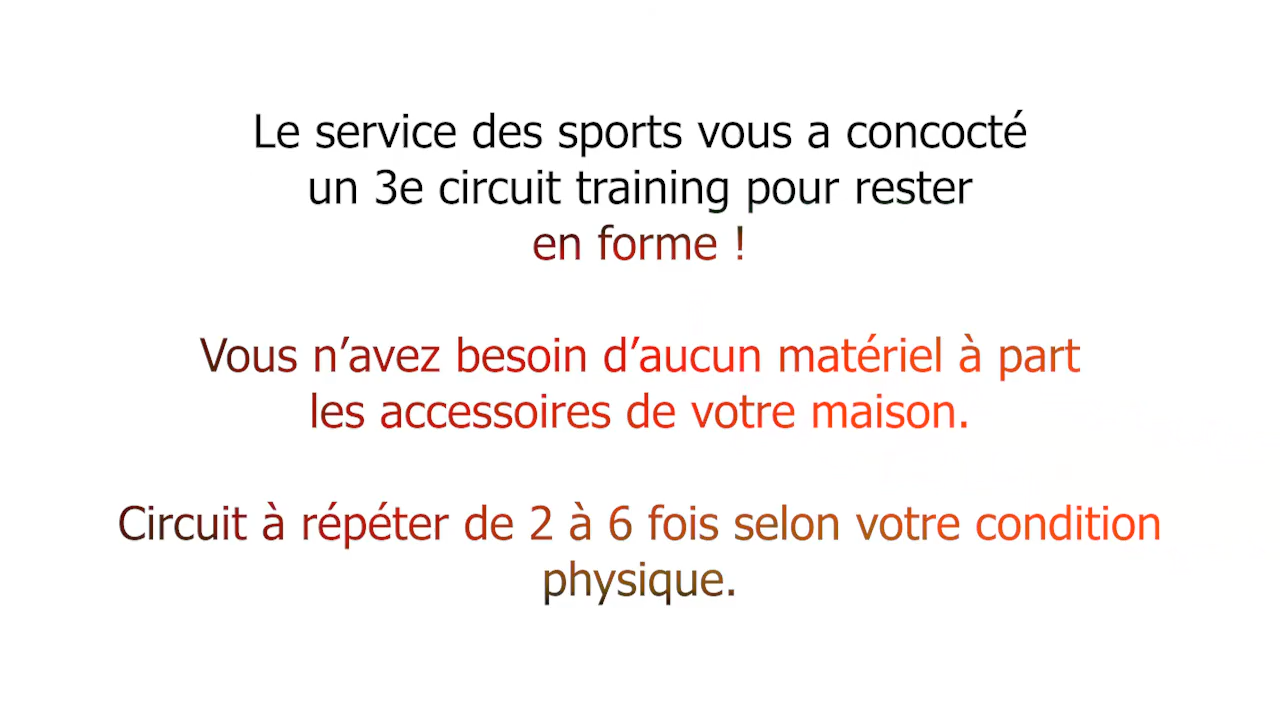 Le service des sports vous a concocté
un 3e circuit training pour rester
en forme !
Vous n’avez besoin d’aucun matériel à part
les accessoires de votre maison.
Circuit à répéter de 2 à 6 fois selon votre condition
physique.